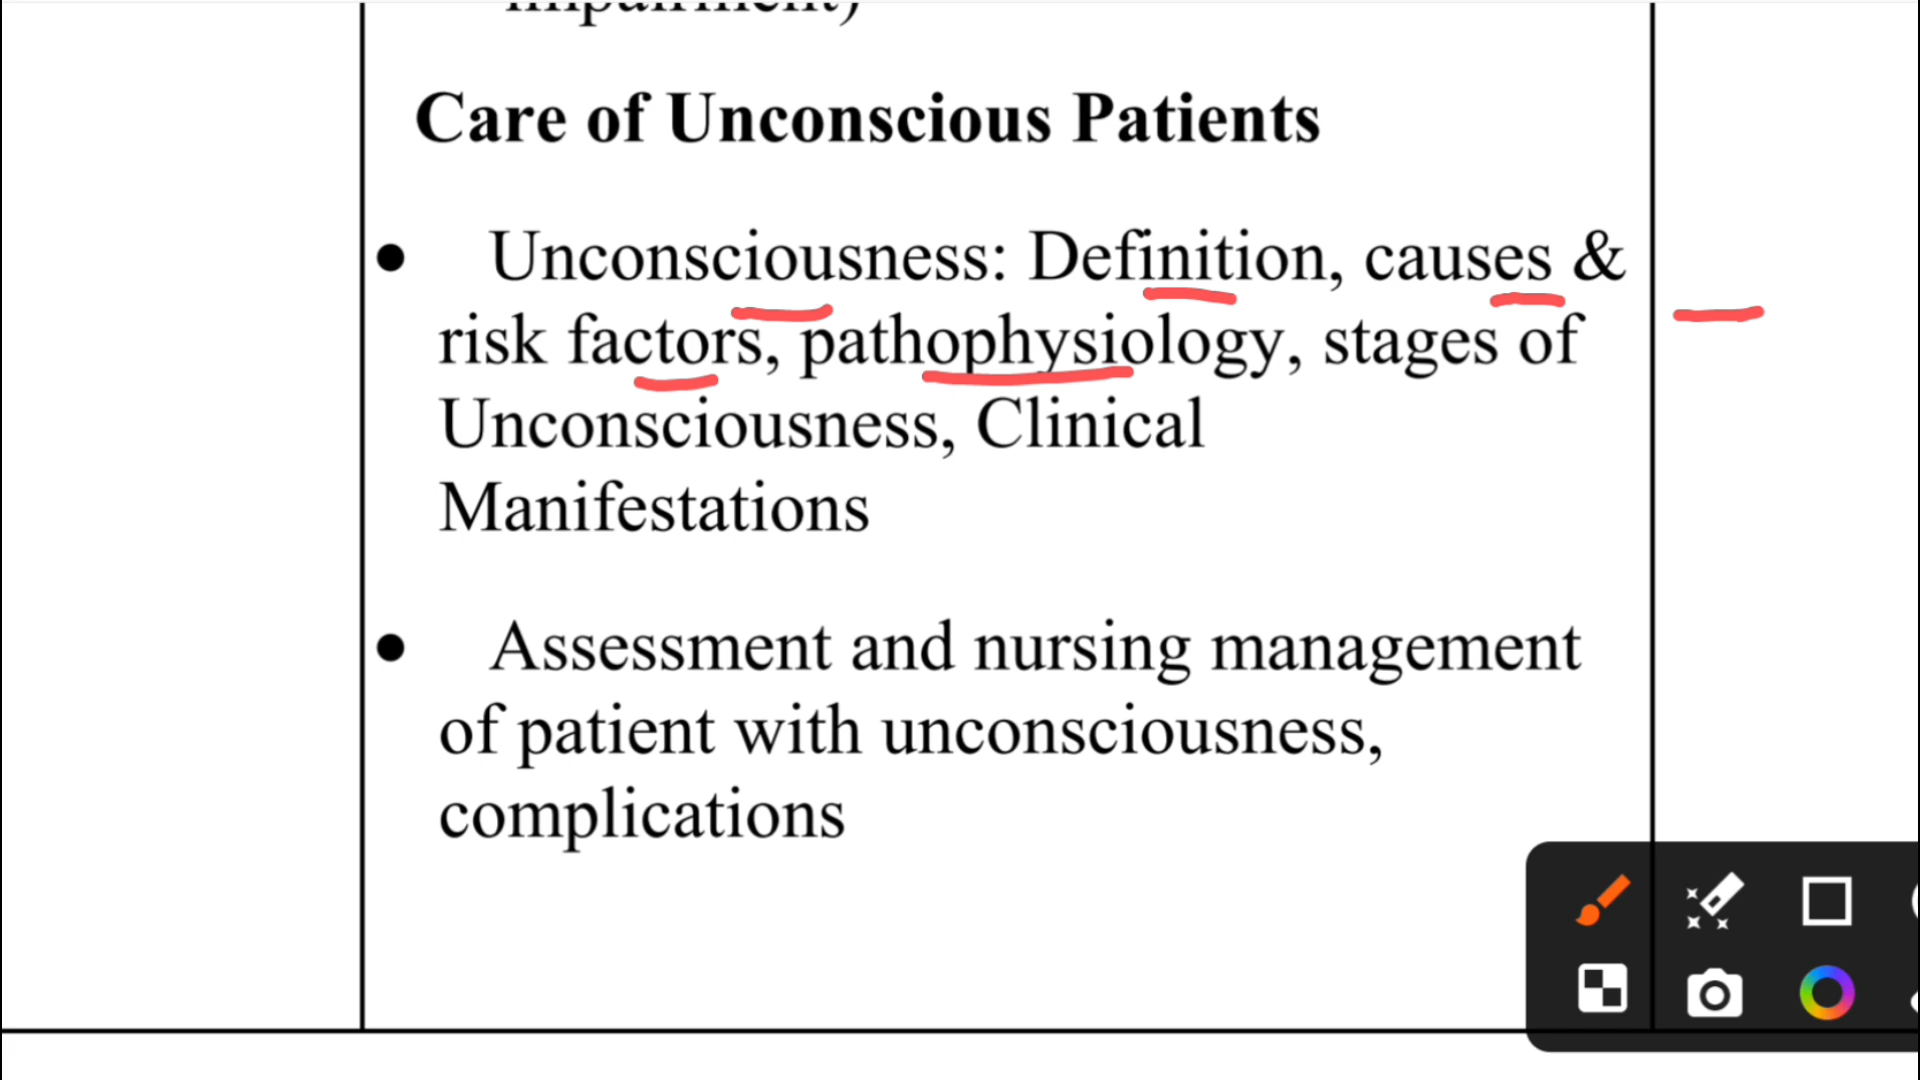 impairment)
Care of Unconscious Patients
● Unconsciousness: Definition, causes &
risk factors, pathophysiology, stages of
Unconsciousness, Clinical
Manifestations
● Assessment and nursing management
of patient with unconsciousness,
complications